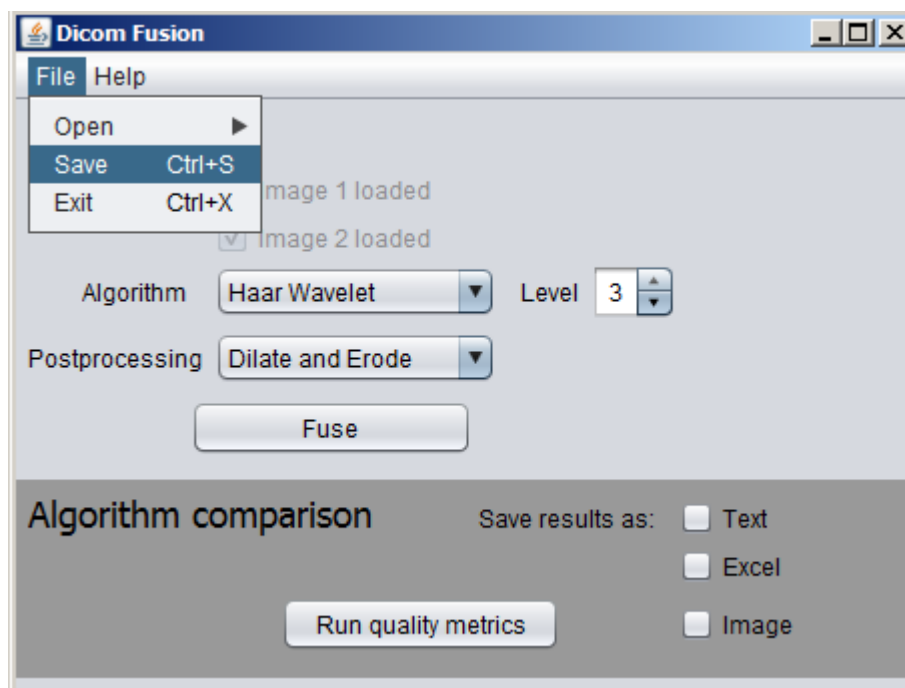 Dicom Fusion
File Help
Open
Save Ctrl+S
Exit Ctrl+X
mage 1 loaded
Image 2 loaded
Algorithm Haar Wavelet Level 3
Postprocessing Dilate and Erode
Fuse
Algorithm comparison Save results as: Text
Excel
Run quality metrics Image